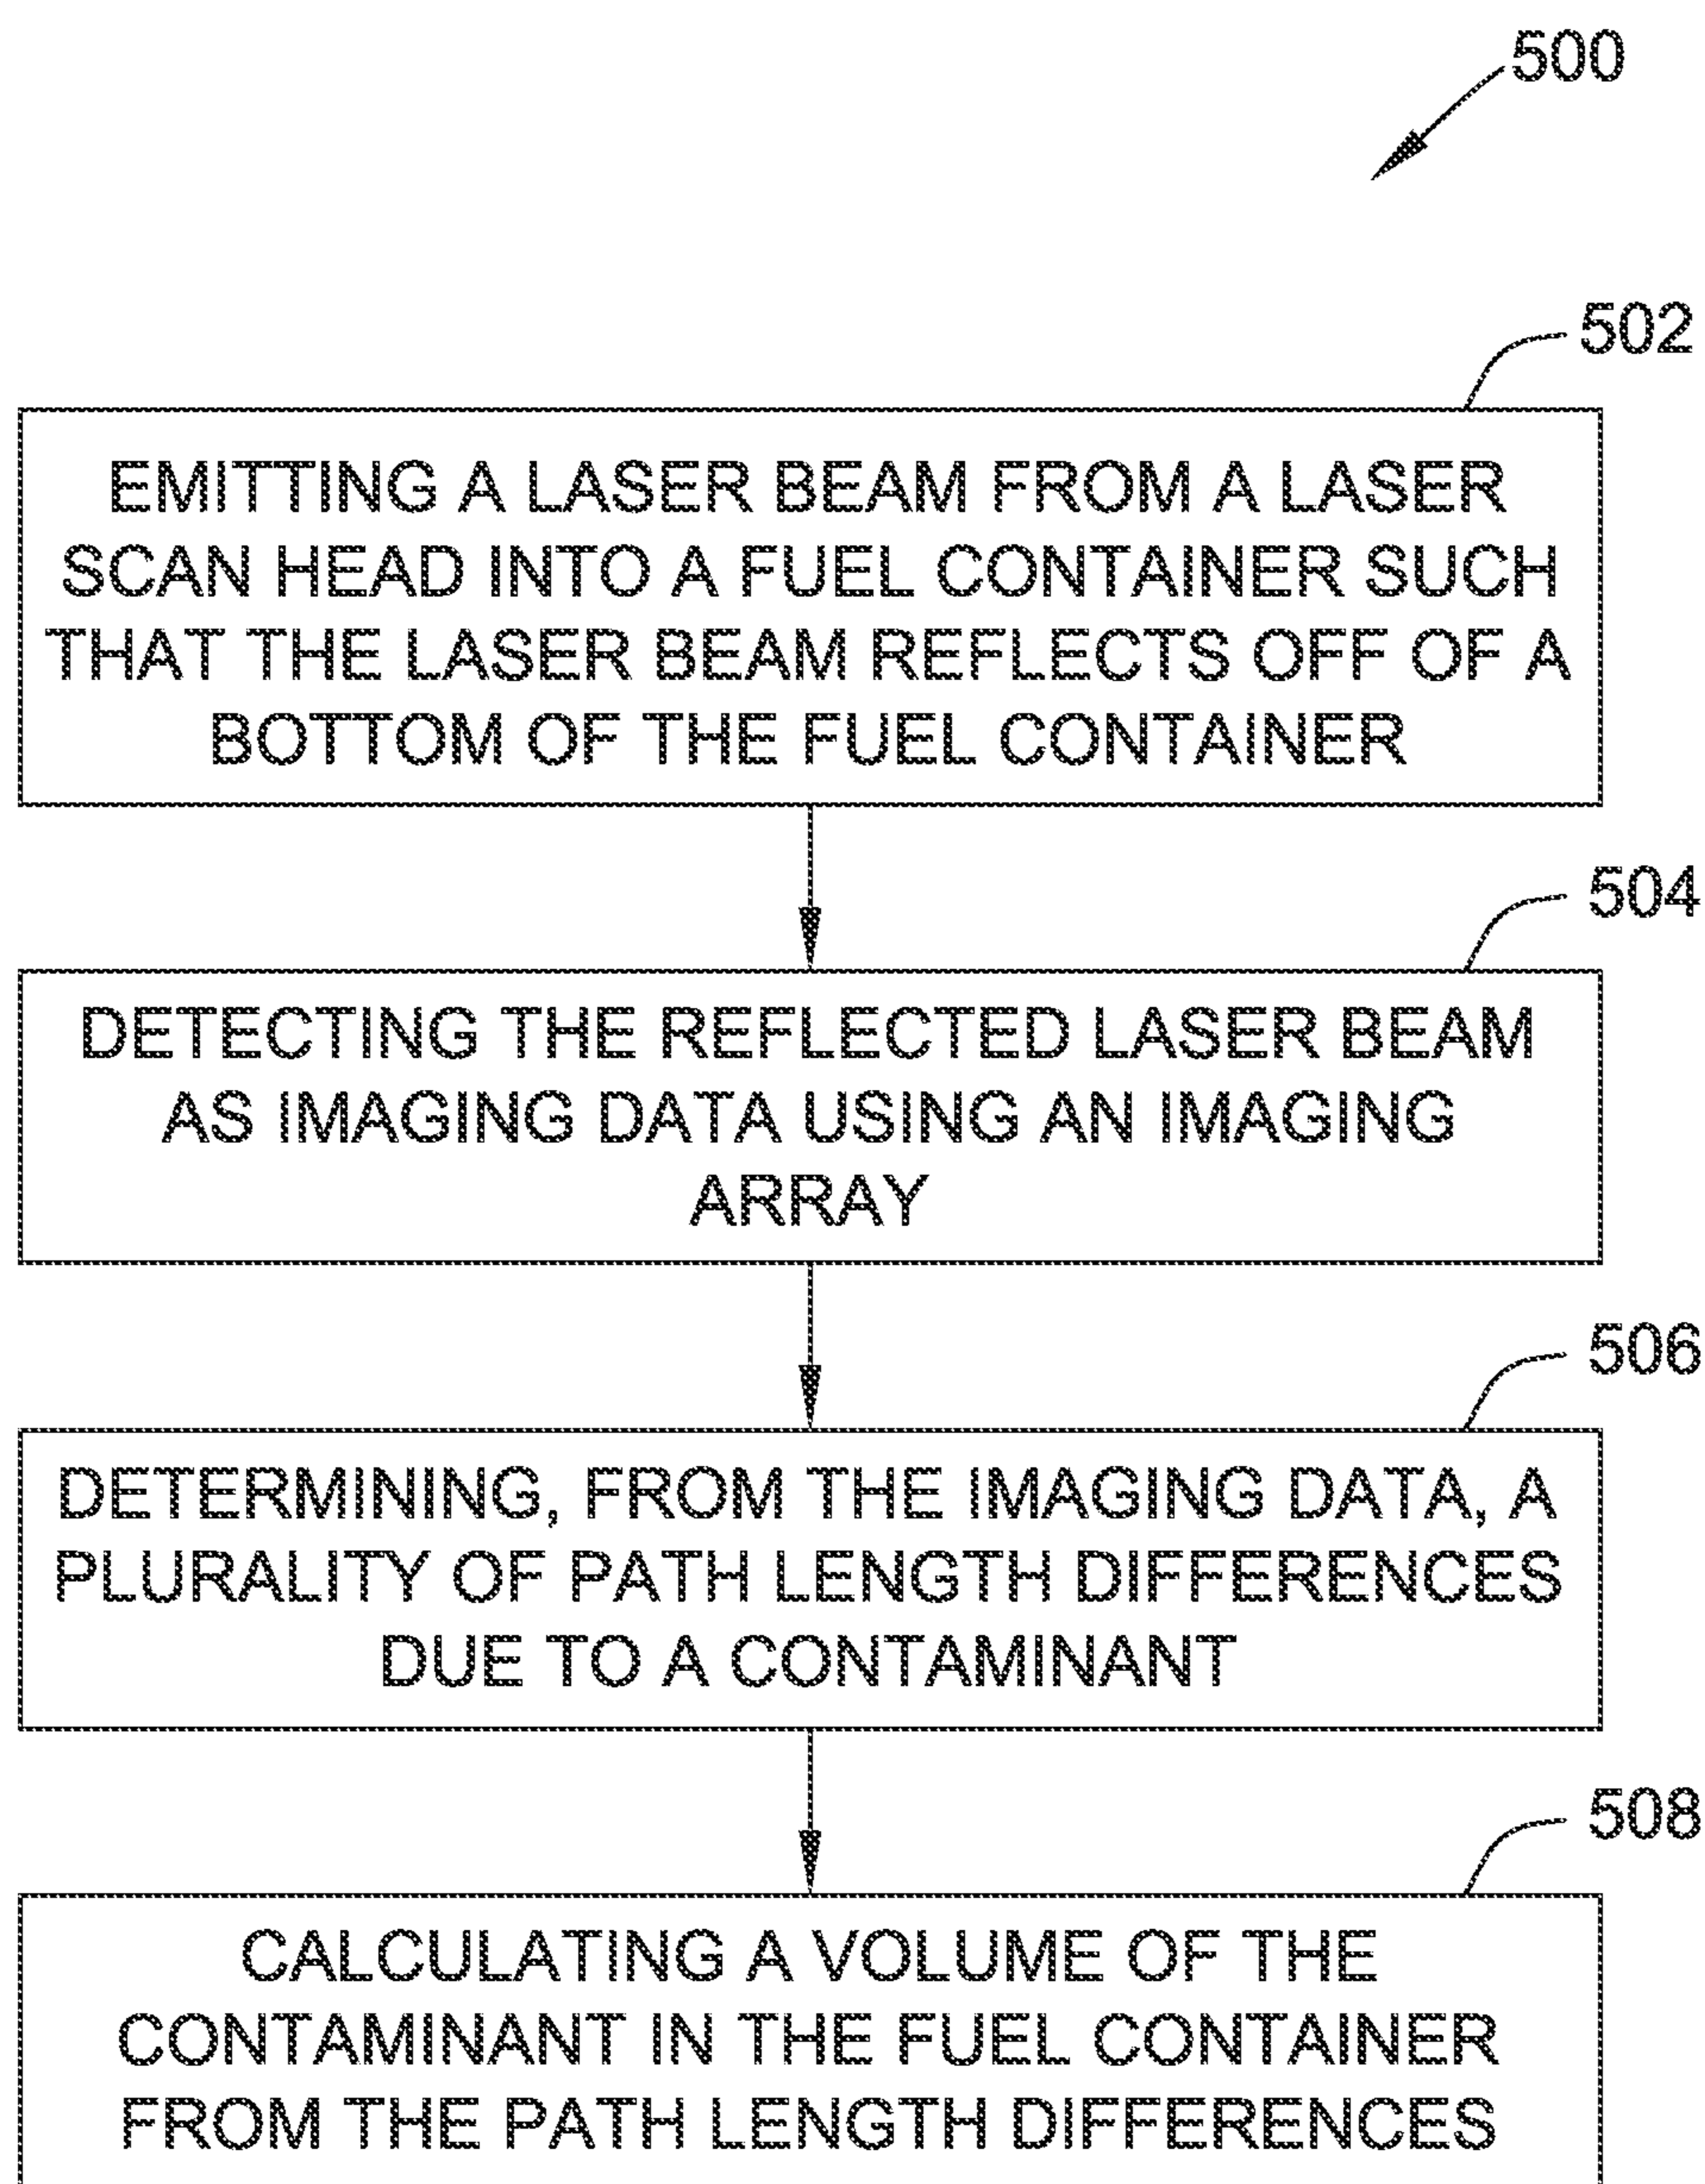 500
502
EMITTING A LASER BEAM FROM A LASER
SCAN HEAD INTO A FUEL CONTAINER SUCH
THAT THE LASER BEAM REFLECTS OFF OF A
BOTTOM OF THE FUEL CONTAINER
504
DETECTING THE REFLECTED LASER BEAM
AS IMAGING DATA USING AN IMAGING
ARRAY
506
DETERMINING, FROM THE IMAGING DATA, A
PLURALITY OF PATH LENGTH DIFFERENCES
DUE TO A CONTAMINANT
508
CALCULATING A VOLUME OF THE
CONTAMINANT IN THE FUEL CONTAINER
FROM THE PATH LENGTH DIFFERENCES